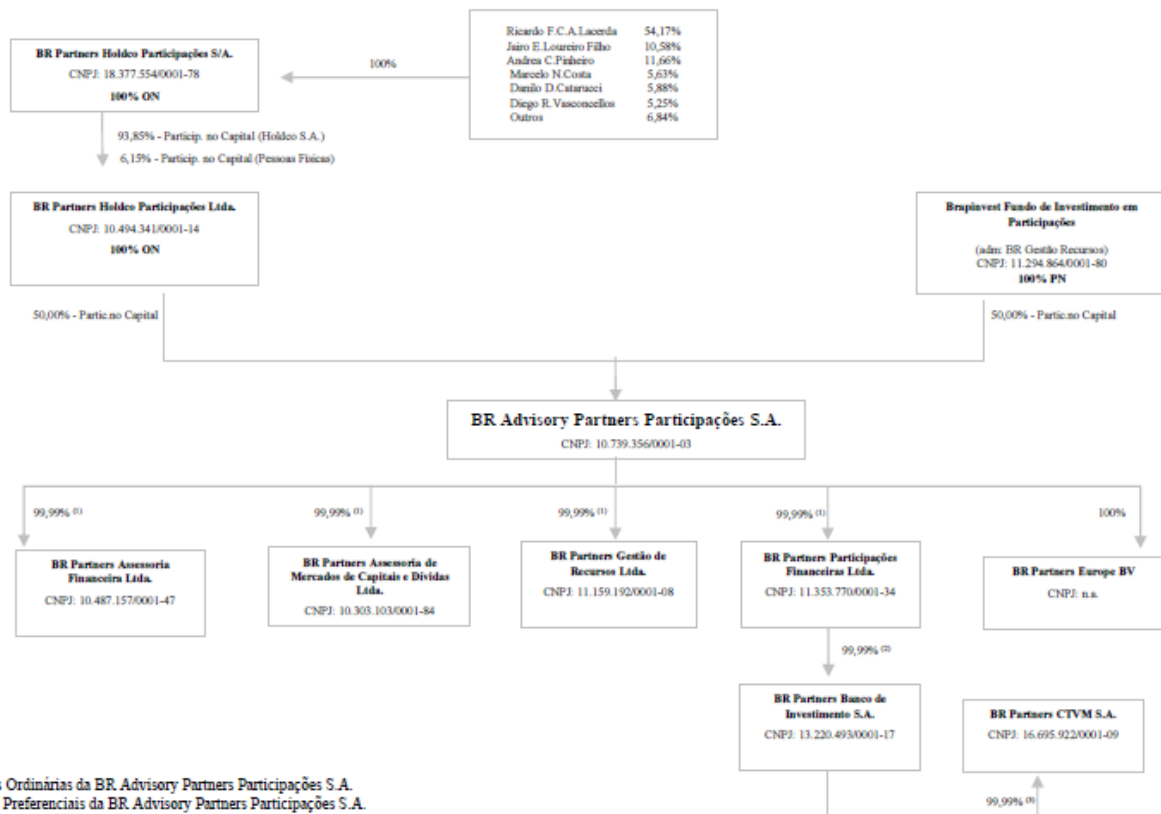 Ricardo F.C.A.Lacerda 54,17%
Jairo E.Loureiro Filho 10,58%
Andrea C.Pinheiro 11,66%
Marcelo N.Costa 5,63%
Danilo D.Catarucci 5,88%
Diego R.Vasconcellos 5,25%
Outros 6,84%
BR Partners Holdco Participações S/A.
CNPJ: 18.377.554/0001-78
100% ON
100%
93,85% - Particip. no Capital (Holdco S.A.)
6,15% - Particip. no Capital (Pessoas Físicas)
BR Partners Holdco Participações Ltda.
CNPJ: 10.494.341/0001-14
100% ON
Brapinvest Fundo de Investimento em
Participações
(adm: BR Gestão Recursos)
CNPJ: 11.294.864/0001-80
100% PN
50,00% - Partic.no Capital
50,00% - Partic.no Capital
BR Advisory Partners Participações S.A.
CNPJ: 10.739.356/0001-03
99,99% (1)
99,99% (1)
99,99% (1)
99,99% (1)
100%
BR Partners Assessoria
Financeira Ltda.
CNPJ: 10.487.157/0001-47
BR Partners Assessoria de
Mercados de Capitais e Dívidas
Ltda.
CNPJ: 10.303.103/0001-84
BR Partners Gestão de
Recursos Ltda.
CNPJ: 11.159.192/0001-08
BR Partners Participações
Financeiras Ltda.
CNPJ: 11.353.770/0001-34
BR Partners Europe BV
CNPJ: n.a.
99,99% (2)
BR Partners Banco de
Investimento S.A.
CNPJ: 13.220.493/0001-17
BR Partners CTVM S.A.
CNPJ: 16.695.922/0001-09
99,99% (3)
s Ordinárias da BR Advisory Partners Participações S.A.
Preferenciais da BR Advisory Partners Participações S.A.